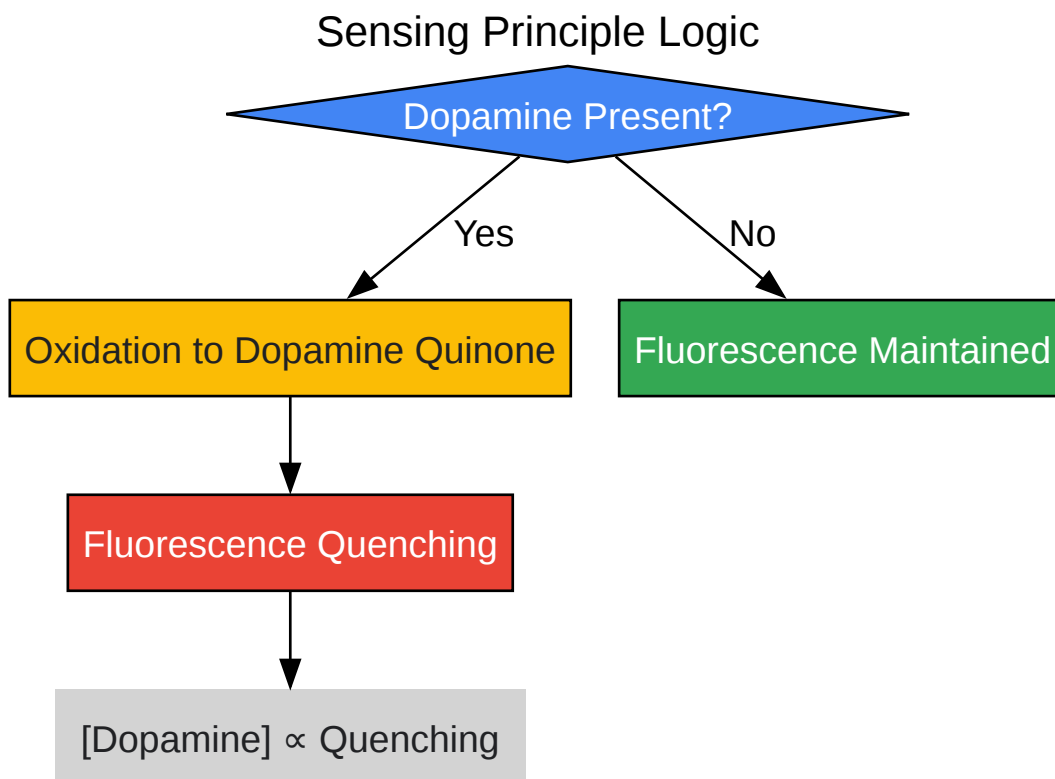 Sensing Principle Logic
Dopamine Present?
Yes
No
Oxidation to Dopamine Quinone
Fluorescence Maintained
Fluorescence Quenching
[Dopamine] ∝ Quenching